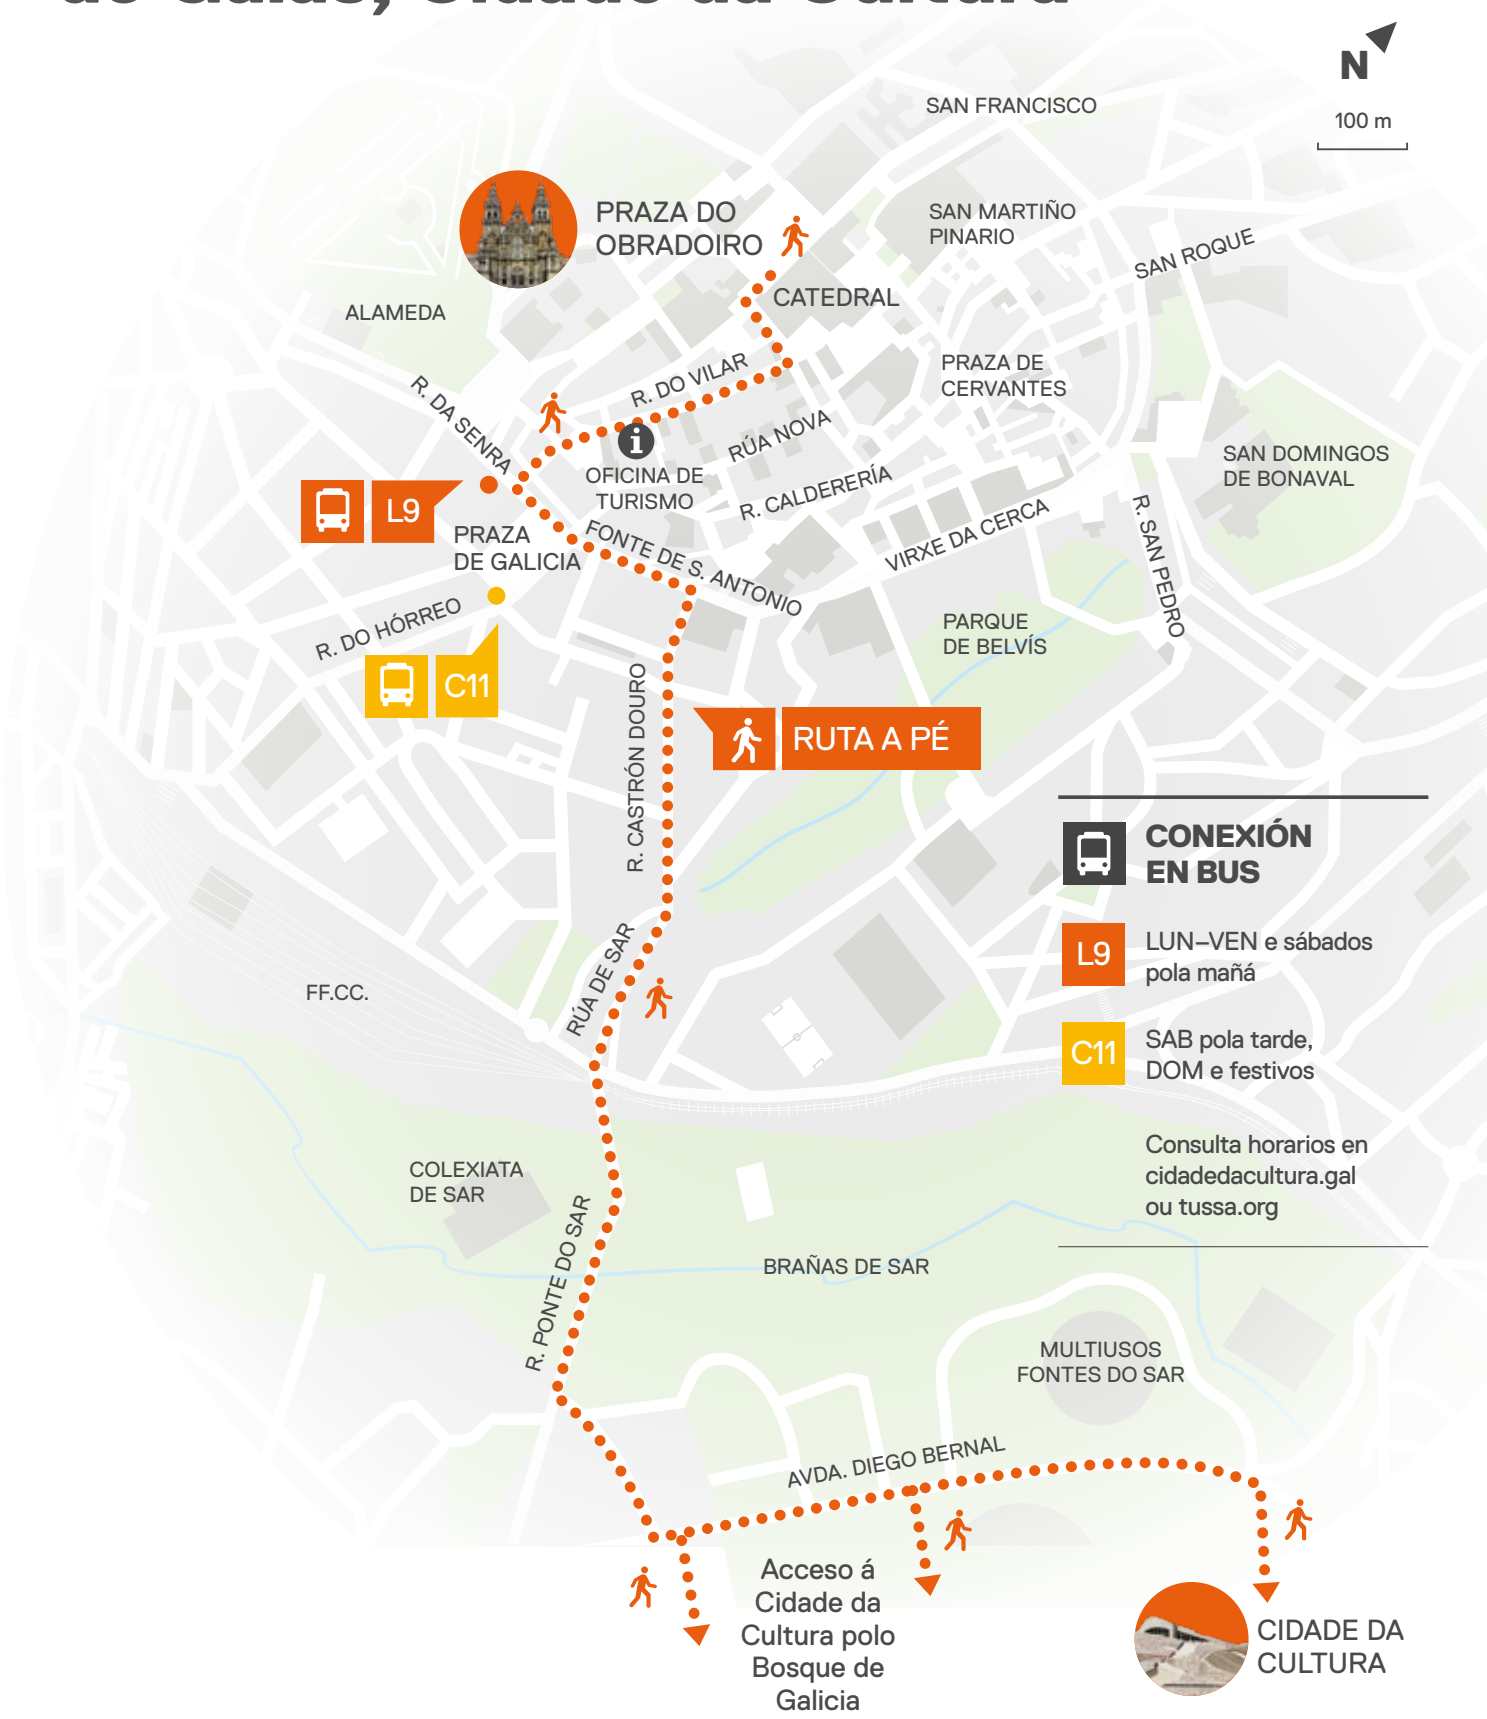 do Gaiás, Cidade da Cultura
N
100 m
SAN FRANCISCO
PRAZA DO
OBRADOIRO
SAN MARTIÑO
PINARIO
SAN ROQUE
CATEDRAL
ALAMEDA
R. DO VILAR
PRAZA DE
CERVANTES
R. DA SENRA
RÚA NOVA
i
OFICINA DE
TURISMO
R. CALDERERÍA
SAN DOMINGOS
DE BONAVAL
L9
PRAZA
DE GALICIA
FONTE DE S. ANTONIO
VIRXE DA CERCA
R. SAN PEDRO
R. DO HÓRREO
PARQUE
DE BELVÍS
C11
R. CASTRÓN DOURO
RUTA A PÉ
CONEXIÓN
EN BUS
L9
LUN–VEN e sábados
pola mañá
C11
SAB pola tarde,
DOM e festivos
Consulta horarios en
cidadedacultura.gal
ou tussa.org
RÚA DE SAR
FF.CC.
COLEXIATA
DE SAR
R. PONTE DO SAR
BRAÑAS DE SAR
MULTIUSOS
FONTES DO SAR
AVDA. DIEGO BERNAL
Acceso á
Cidade da
Cultura polo
Bosque de
Galicia
CIDADE DA
CULTURA